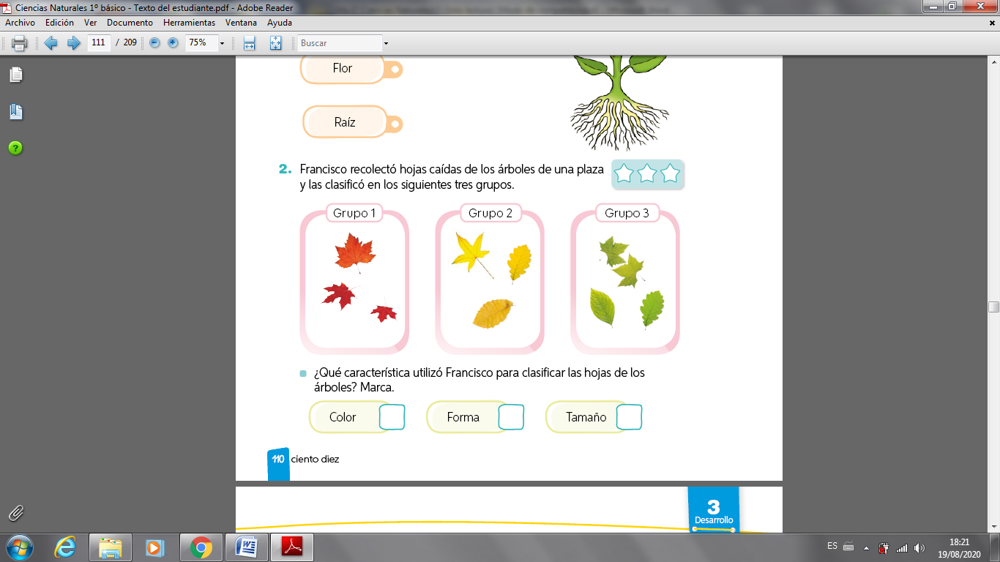 Ciencias Naturales 1º básico - Texto del estudiante.pdf - Adobe Reader
Archivo Edición Ver Documento Herramientas Ventana Ayuda
111 / 209 75% Buscar
Flor
Raíz
2. Francisco recolectó hojas caídas de los árboles de una plaza
y las clasificó en los siguientes tres grupos.
Grupo 1 Grupo 2 Grupo 3
¿Qué característica utilizó Francisco para clasificar las hojas de los
árboles? Marca.
Color Forma Tamaño
110 ciento diez
3
Desarrollo
ES 18:21
19/08/2020